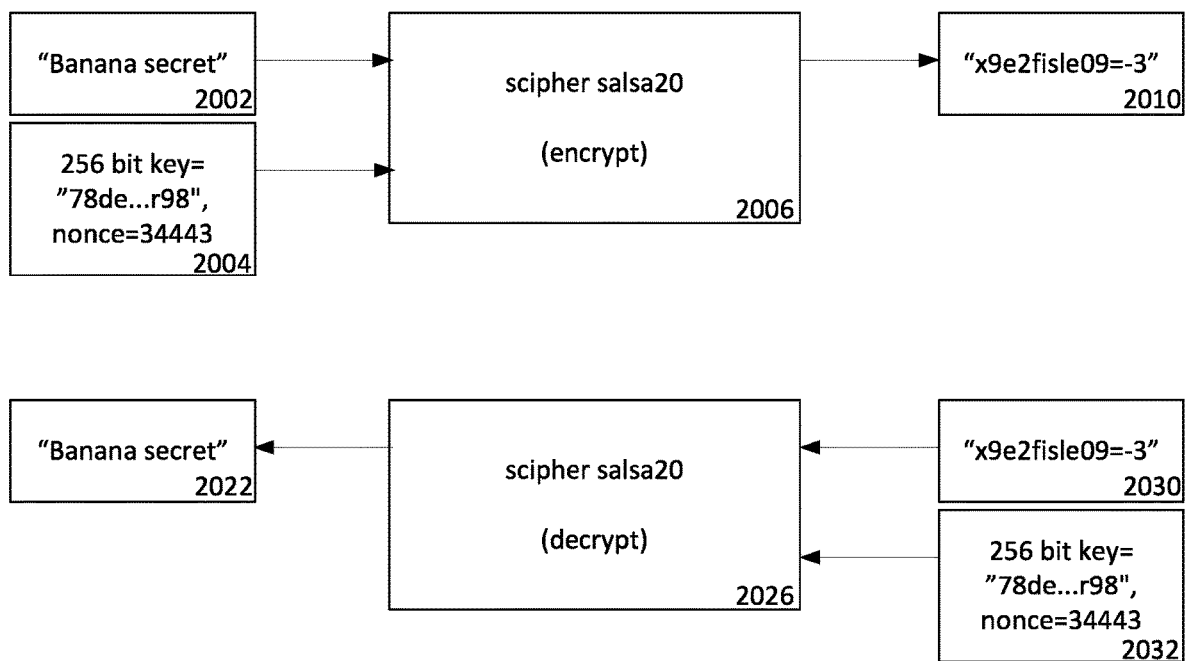 “Banana secret”
2002
256 bit key=
”78de...r98",
nonce=34443
2004
scipher salsa20
(encrypt)
2006
“x9e2fisle09=-3”
2010
“Banana secret”
2022
scipher salsa20
(decrypt)
2026
“x9e2fisle09=-3”
2030
256 bit key=
”78de...r98",
nonce=34443
2032